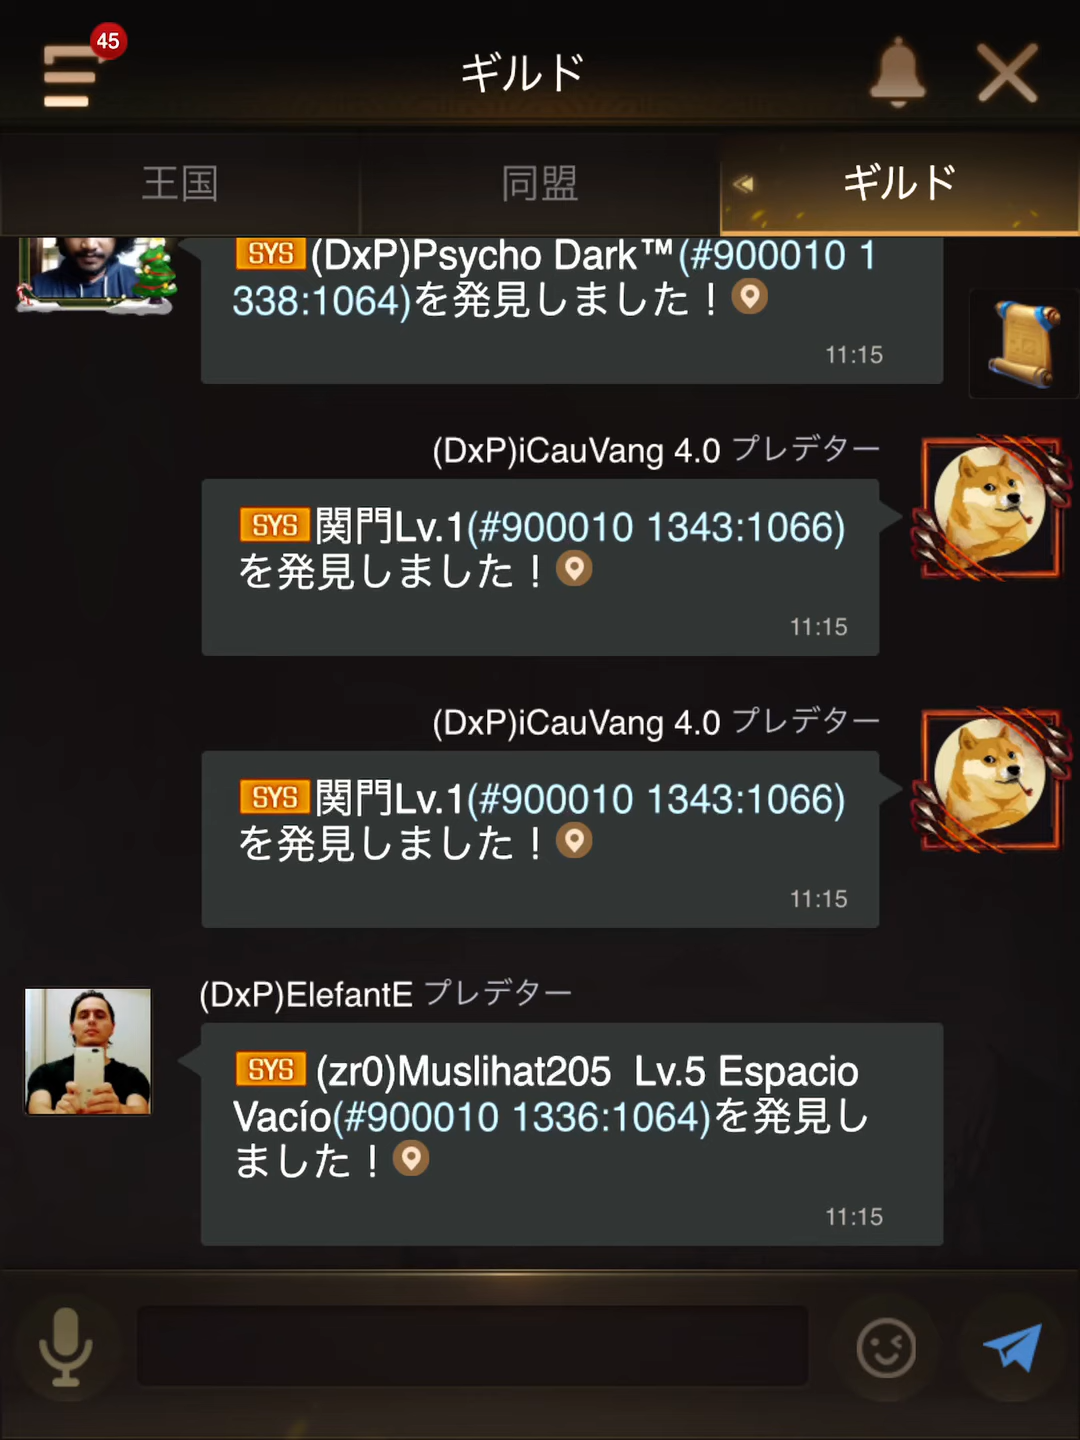 45
ギルド
王国
同盟
ギルド
SYS (DxP)Psycho Dark™(#900010 1
338:1064)を発見しました！
11:15
(DxP)iCauVang 4.0 プレデター
SYS 関門Lv.1(#900010 1343:1066)
を発見しました！
11:15
(DxP)iCauVang 4.0 プレデター
SYS 関門Lv.1(#900010 1343:1066)
を発見しました！
11:15
(DxP)ElefantE プレデター
SYS (zr0)Muslihat205 Lv.5 Espacio
Vacío(#900010 1336:1064)を発見し
ました！
11:15